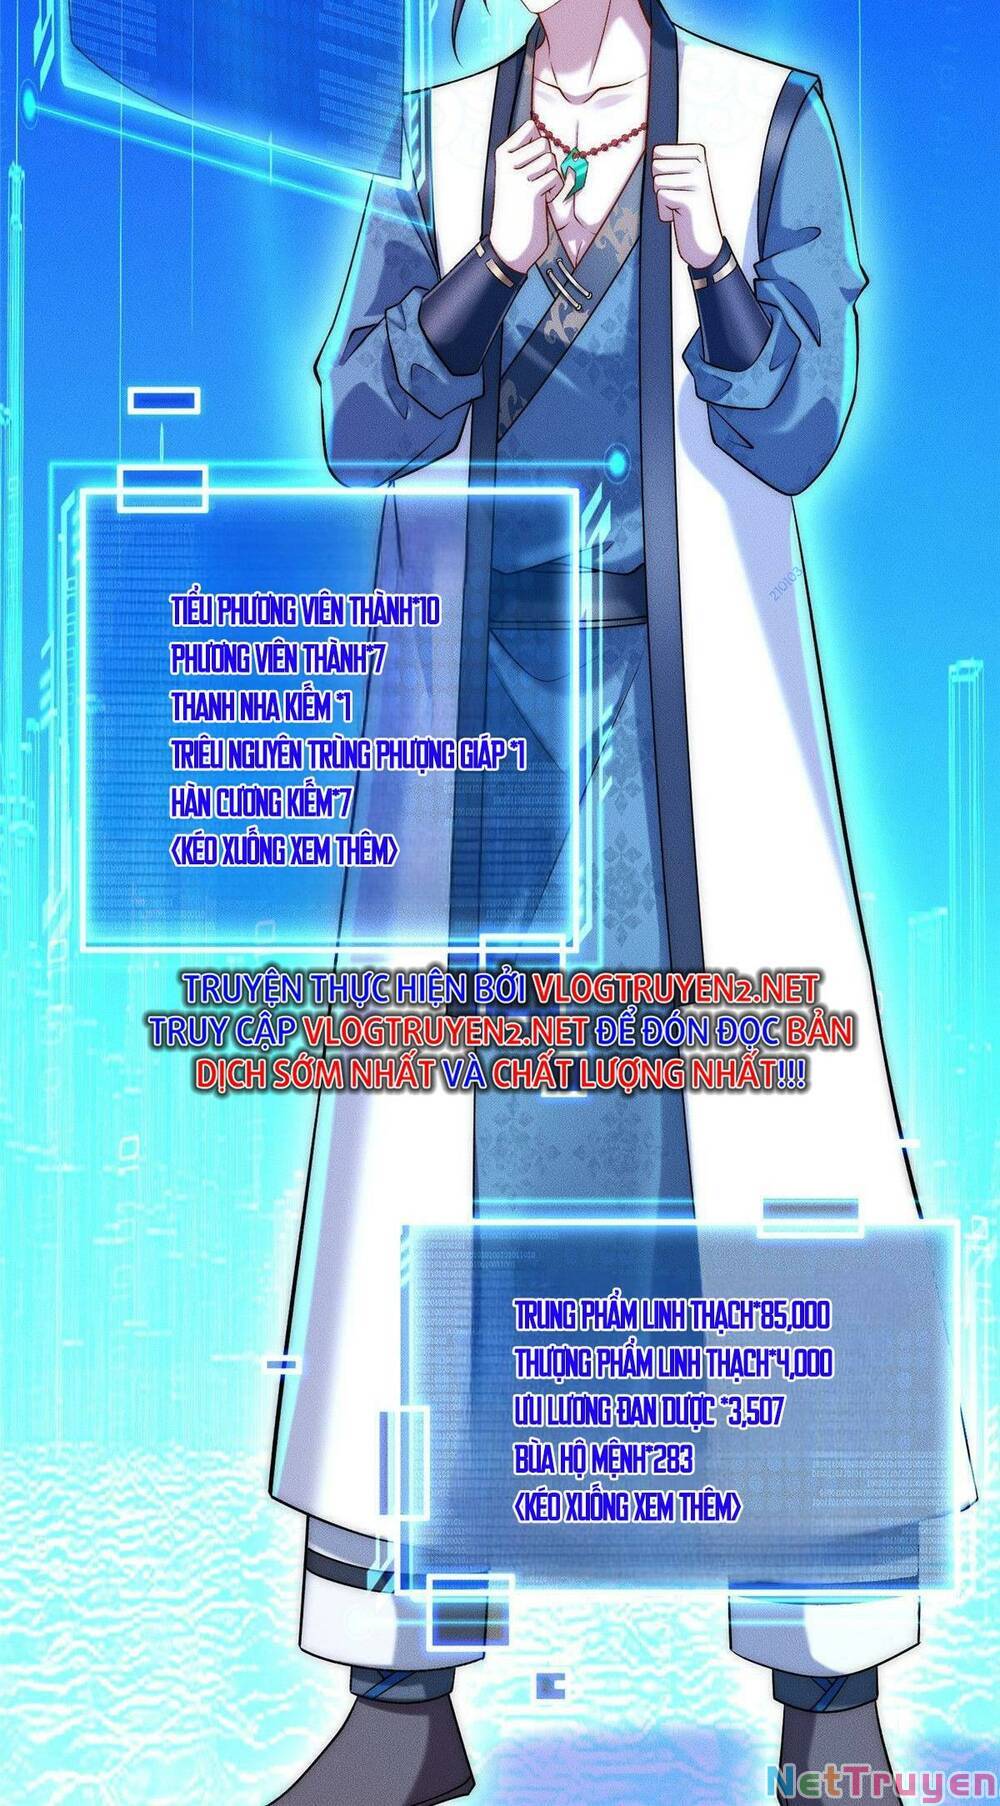 210103
TIỂU PHƯƠNG VIÊN THÀNH*10
PHƯƠNG VIÊN THÀNH*7
THANH NHA KIẾM *1
TRIÊU NGUYÊN TRÙNG PHƯỢNG GIÁP *1
HÀN CƯƠNG KIẾM*7
<KÉO XUỐNG XEM THÊM>
TRUYỆN THỰC HIỆN BỞI VLOGTRUYEN2.NET
TRUY CẬP VLOGTRUYEN2.NET ĐỂ ĐÓN ĐỌC BẢN
DỊCH SỚM NHẤT VÀ CHẤT LƯỢNG NHẤT!!!
TRUNG PHẨM LINH THẠCH*85,000
THƯỢNG PHẨM LINH THẠCH*4,000
ƯU LƯƠNG ĐAN DƯỢC *3,507
BÙA HỘ MỆNH*283
<KÉO XUỐNG XEM THÊM>
NetTruyen